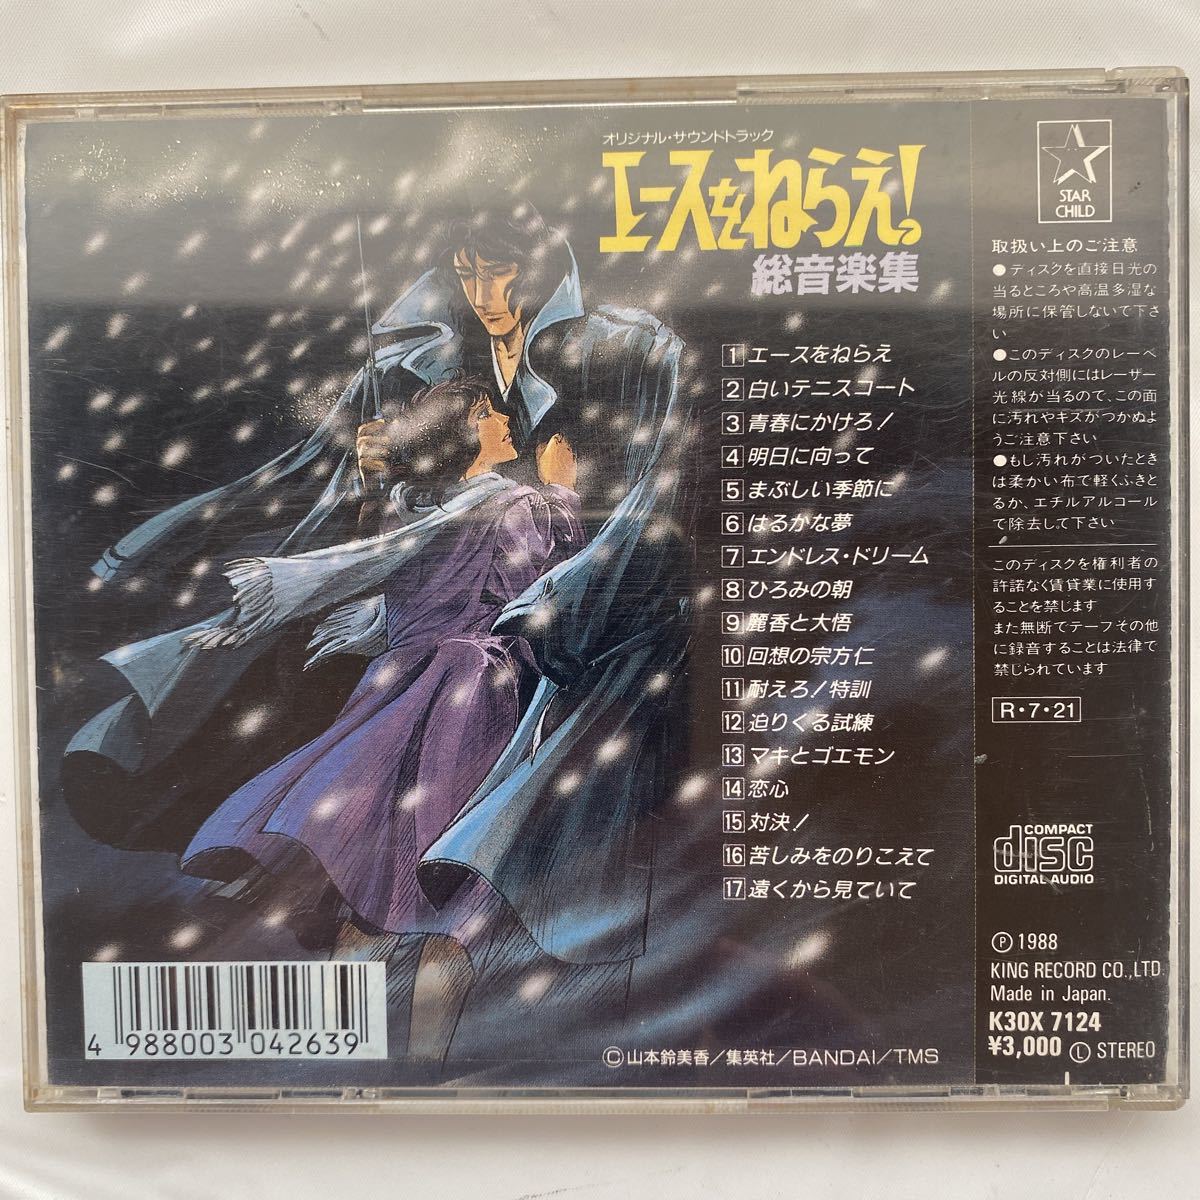 オリジナル・サウンドトラック
エースをねらえ!
総音楽集
1 エースをねらえ
2 白いテニスコート
3 青春にかけろ!
4 明日に向って
5 まぶしい季節に
6 はるかな夢
7 エンドレス・ドリーム
8 ひろみの朝
9 麗香と大悟
10 回想の宗方仁
11 耐えろ!特訓
12 迫りくる試練
13 マキとゴエモン
14 恋心
15 対決!
16 苦しみをのりこえて
17 遠くから見ていて
4 988003 042639
©山本鈴美香/集英社/BANDAI/TMS
STAR
CHILD
取扱い上のご注意
●ディスクを直接日光の
当るところや高温多湿な
場所に保管しないで下さ
い
●このディスクのレーベ
ルの反対側にはレーザー
光線が当るので、この面
に汚れやキズがつかぬよ
うご注意下さい
●もし汚れがついたとき
は柔かい布で軽くふきと
るか、エチルアルコール
で除去して下さい
このディスクを権利者の
許諾なく賃貸業に使用す
ることを禁じます
また無断でテープその他
に録音することは法律で
禁じられています
R・7・21
COMPACT
disc
DIGITAL AUDIO
Ⓟ1988
KING RECORD CO.,LTD.
Made in Japan.
K30X 7124
¥3,000 Ⓛ STEREO